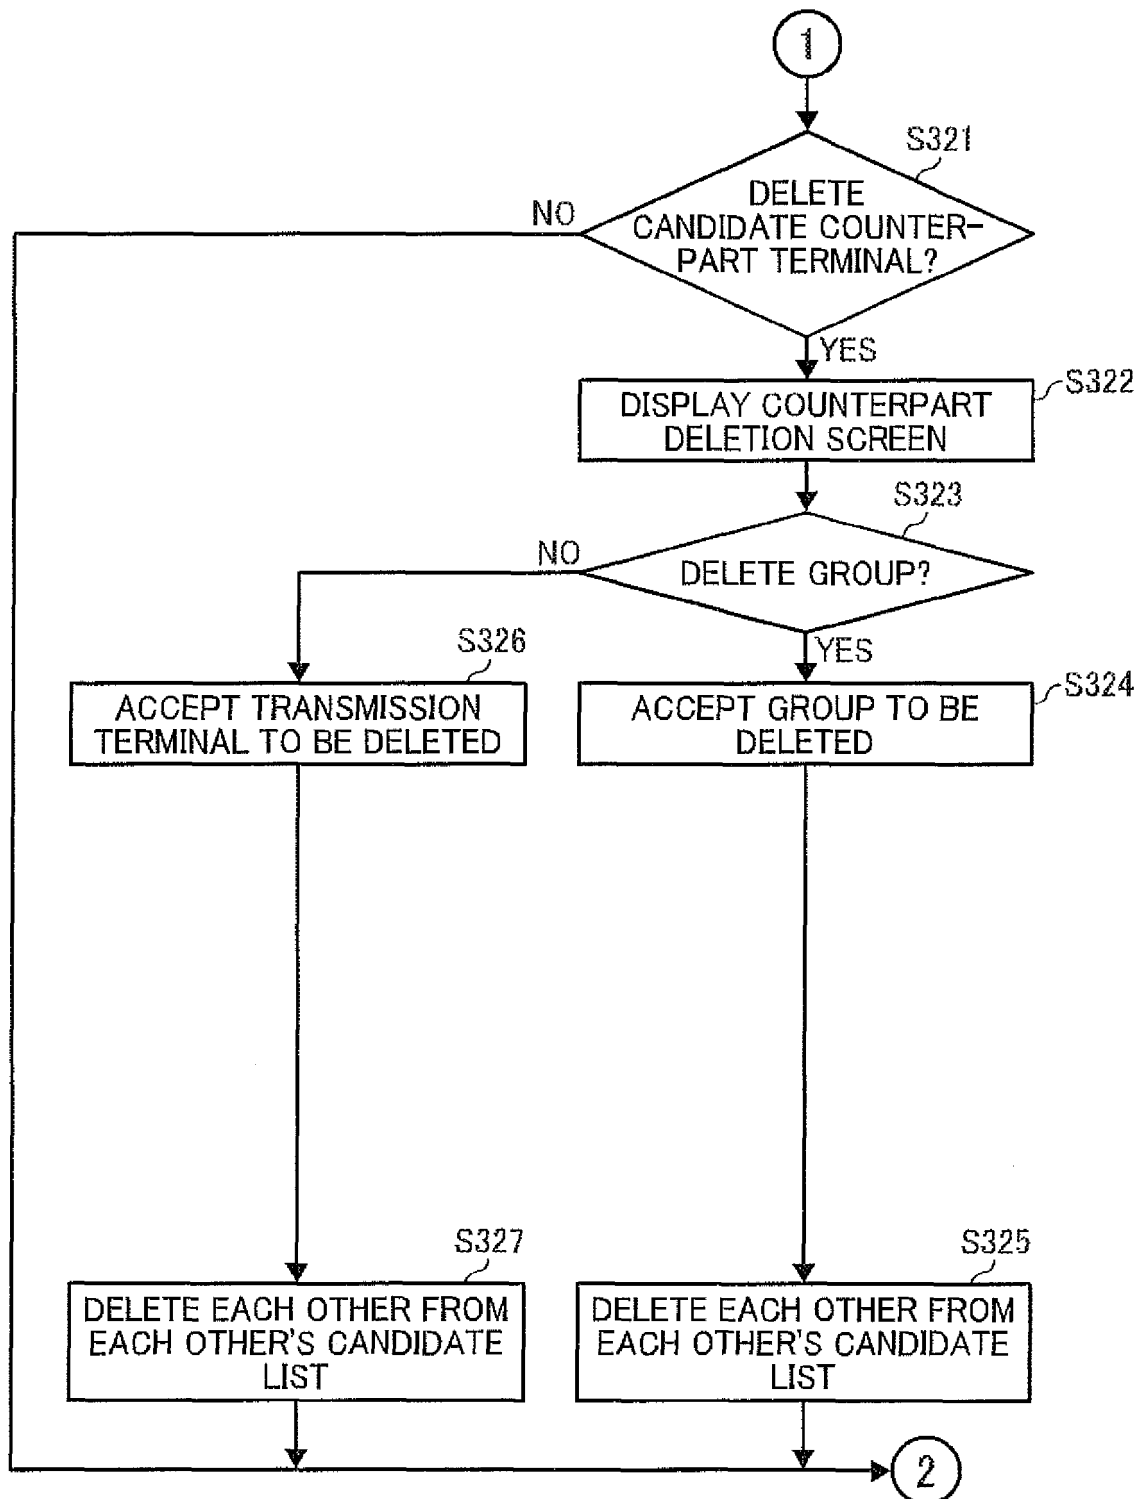 1
S321
DELETE
CANDIDATE COUNTER-
PART TERMINAL?
NO
YES
S322
DISPLAY COUNTERPART
DELETION SCREEN
S323
DELETE GROUP?
NO
YES
S326
ACCEPT TRANSMISSION
TERMINAL TO BE DELETED
S324
ACCEPT GROUP TO BE
DELETED
S327
DELETE EACH OTHER FROM
EACH OTHER'S CANDIDATE
LIST
S325
DELETE EACH OTHER FROM
EACH OTHER'S CANDIDATE
LIST
2